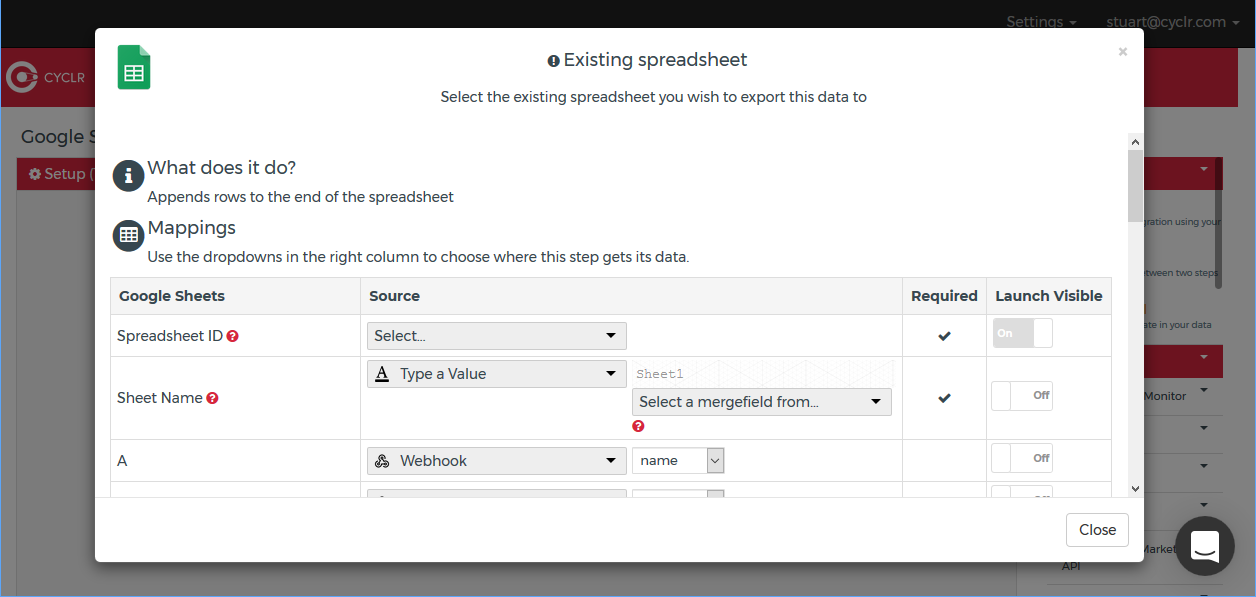 Settings
stuart@cyclr.com
CYCLR
Google S
Setup (
Existing spreadsheet
×
Select the existing spreadsheet you wish to export this data to
What does it do?
Appends rows to the end of the spreadsheet
Mappings
Use the dropdowns in the right column to choose where this step gets its data.
Google Sheets Source Required Launch Visible
Spreadsheet ID ? Select... On
Sheet Name ? A Type a Value Sheet1 Off
Select a mergefield from...
?
A Webhook name Off
Close
gration using your
etween two steps
ate in your data
Monitor
Market
API